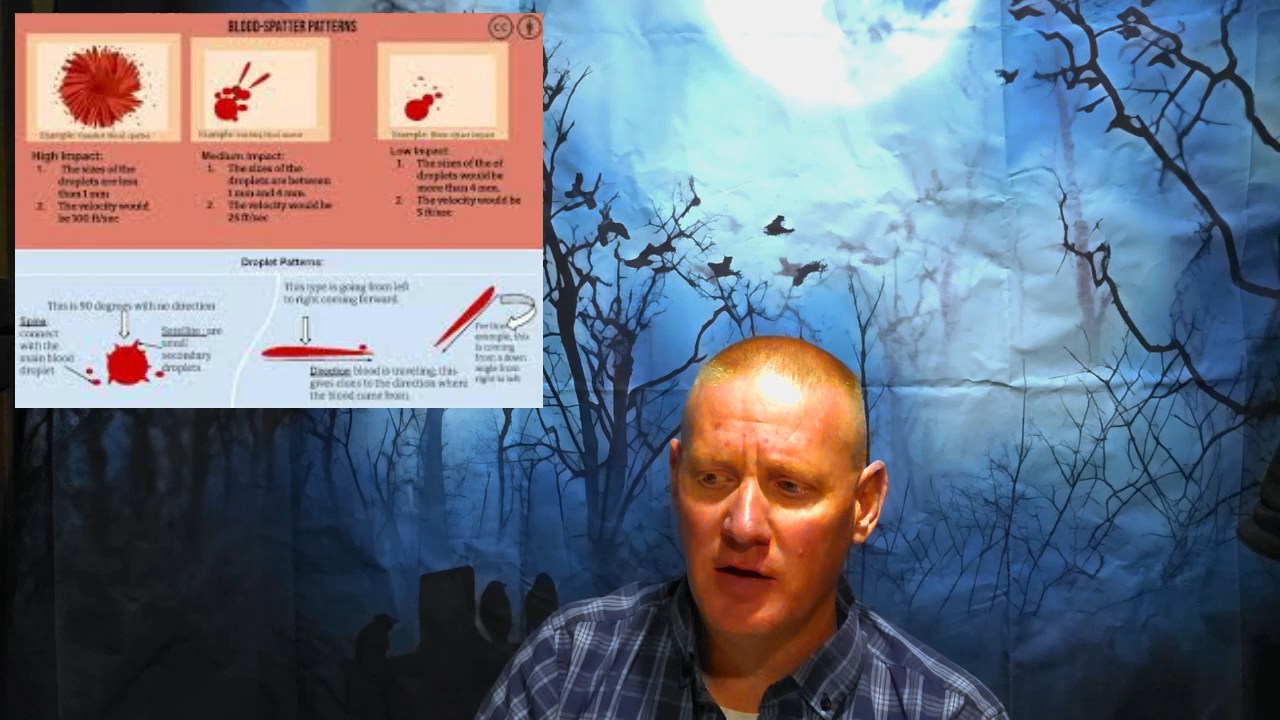 BLOOD-SPATTER PATTERNS
High Impact:
1. The sizes of the
droplets are less
than 1 mm
2. The velocity would
be 100 ft/sec
Medium Impact:
1. The sizes of the
droplets are between
1 mm and 4 mm.
2. The velocity would be
25 ft/sec
Low Impact:
1. The sizes of the of
droplets would be
more than 4 mm.
2. The velocity would be
5 ft/sec
Droplet Patterns:
This is 90 degrees with no direction
Spine
connect
with the
main blood
droplet
Satellite: are
small
secondary
droplets
This type is going from left
to right coming forward.
Direction blood is traveling, this
gives clues to the direction where
the blood came from.
example, this
is coming
from a down
angle from
right to left